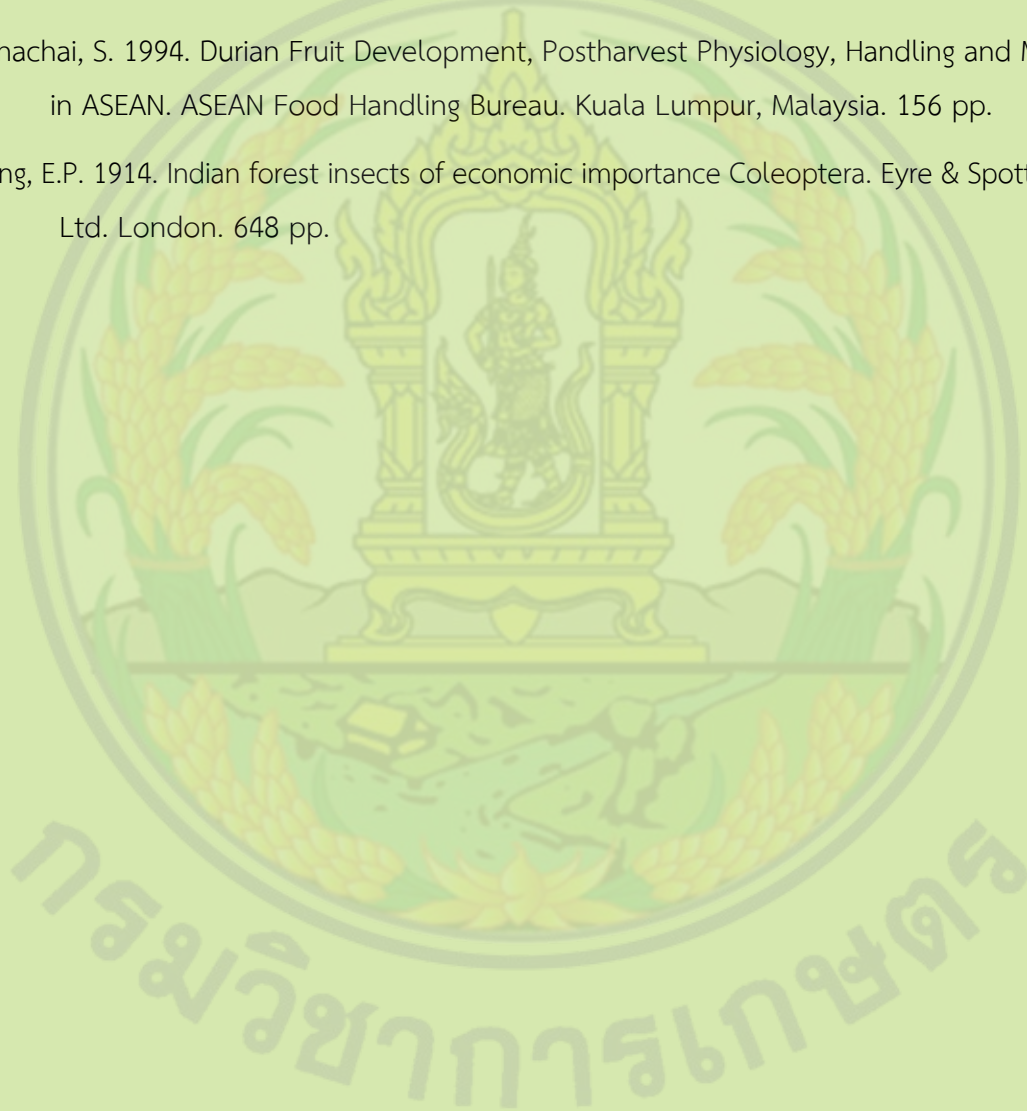 nachai, S. 1994. Durian Fruit Development, Postharvest Physiology, Handling and M
in ASEAN. ASEAN Food Handling Bureau. Kuala Lumpur, Malaysia. 156 pp.
ng, E.P. 1914. Indian forest insects of economic importance Coleoptera. Eyre & Spott
Ltd. London. 648 pp.
กรมวิชาการเกษตร